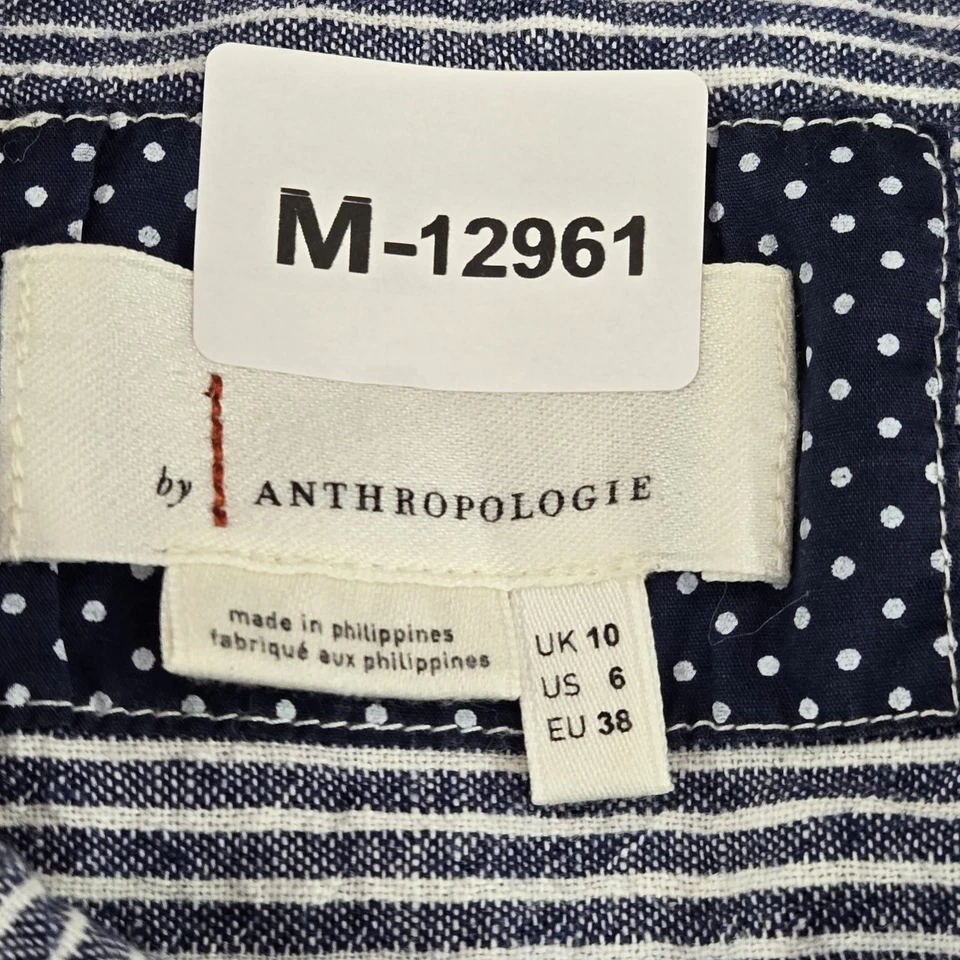 M-12961
by ANTHROPOLOGIE
made in philippines
fabriqué aux philippines
UK 10
US 6
EU 38